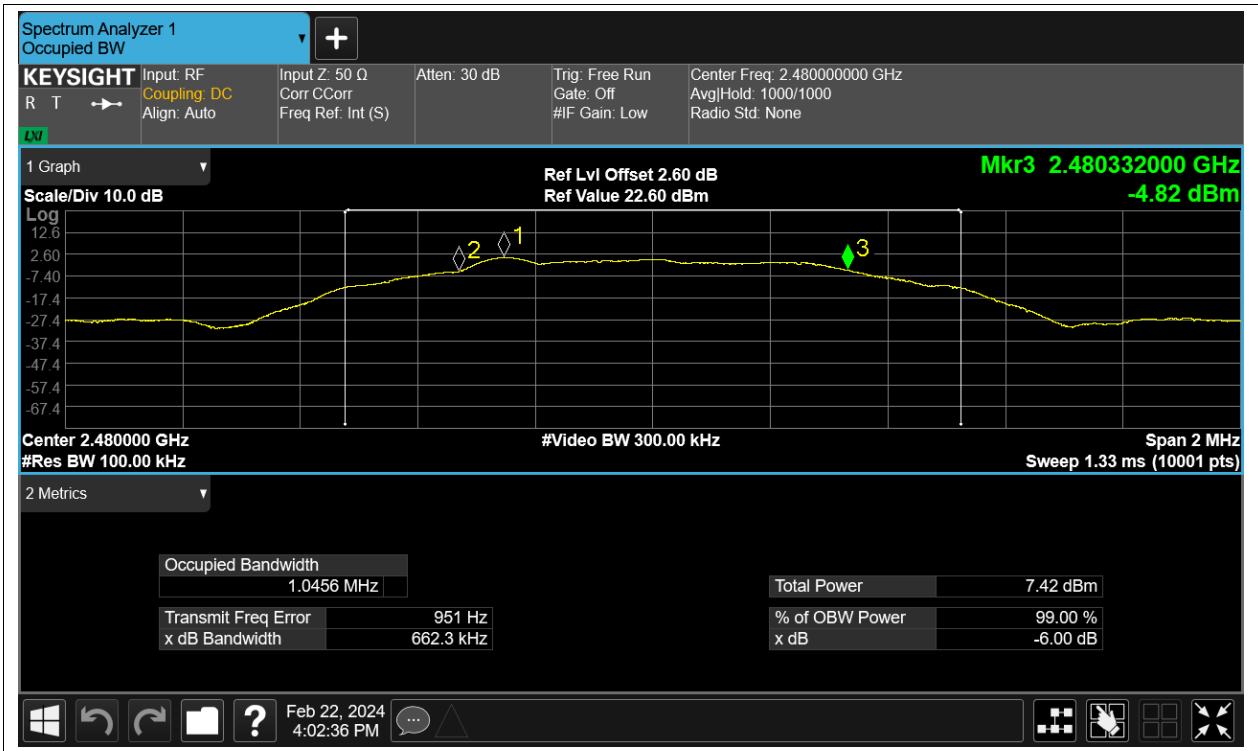 Spectrum Analyzer 1
Occupied BW
▼
+
KEYSIGHT
R T
LXI
Input: RF
Coupling: DC
Align: Auto
Input Z: 50 Ω
Corr CCorr
Freq Ref: Int (S)
Atten: 30 dB
Trig: Free Run
Gate: Off
#IF Gain: Low
Center Freq: 2.480000000 GHz
Avg|Hold: 1000/1000
Radio Std: None
1 Graph ▼
Scale/Div 10.0 dB
Ref Lvl Offset 2.60 dB
Ref Value 22.60 dBm
Mkr3 2.480332000 GHz
-4.82 dBm
Log
12.6
2.60
-7.40
-17.4
-27.4
-37.4
-47.4
-57.4
-67.4
2
1
3
Center 2.480000 GHz
#Res BW 100.00 kHz
#Video BW 300.00 kHz
Span 2 MHz
Sweep 1.33 ms (10001 pts)
2 Metrics ▼
Occupied Bandwidth
1.0456 MHz
Transmit Freq Error 951 Hz
x dB Bandwidth 662.3 kHz
Total Power 7.42 dBm
% of OBW Power 99.00 %
x dB -6.00 dB
?
Feb 22, 2024
4:02:36 PM